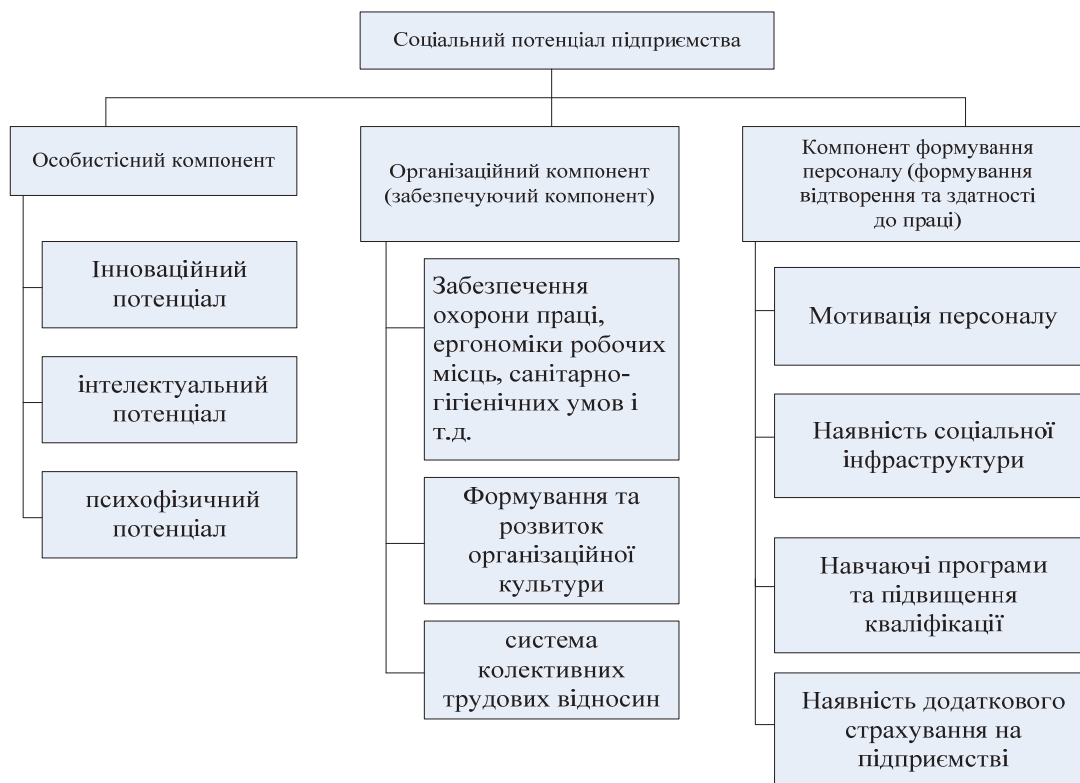 Соціальний потенціал підприємства
Особистісний компонент
Інноваційний
потенціал
інтелектуальний
потенціал
психофізичний
потенціал
Організаційний компонент
(забезпечуючий компонент)
Забезпечення
охорони праці,
ергономіки робочих
місць, санітарно-
гігієнічних умов і
т.д.
Формування та
розвиток
організаційної
культури
система
колективних
трудових відносин
Компонент формування
персоналу (формування
відтворення та здатності
до праці)
Мотивація персоналу
Наявність соціальної
інфраструктури
Навчаючі програми
та підвищення
кваліфікації
Наявність додаткового
страхування на
підприємстві